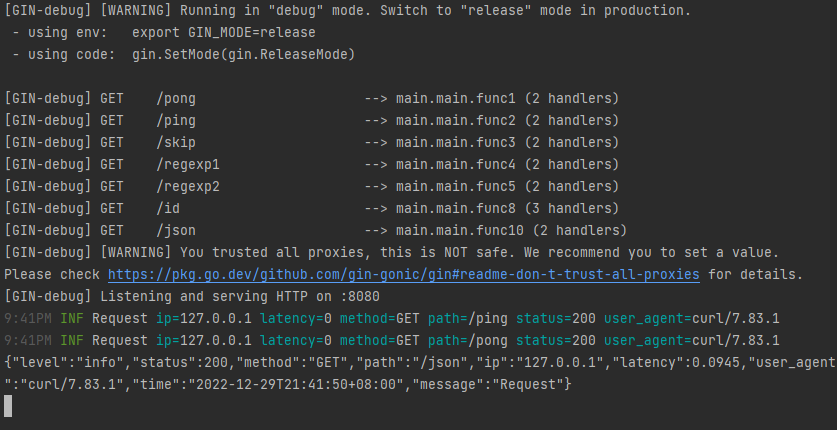 [GIN-debug] [WARNING] Running in "debug" mode. Switch to "release" mode in production.
 - using env:   export GIN_MODE=release
 - using code:  gin.SetMode(gin.ReleaseMode)
[GIN-debug] GET    /pong                     --> main.main.func1 (2 handlers)
[GIN-debug] GET    /ping                     --> main.main.func2 (2 handlers)
[GIN-debug] GET    /skip                     --> main.main.func3 (2 handlers)
[GIN-debug] GET    /regexp1                  --> main.main.func4 (2 handlers)
[GIN-debug] GET    /regexp2                  --> main.main.func5 (2 handlers)
[GIN-debug] GET    /id                       --> main.main.func8 (3 handlers)
[GIN-debug] GET    /json                     --> main.main.func10 (2 handlers)
[GIN-debug] [WARNING] You trusted all proxies, this is NOT safe. We recommend you to set a value.
Please check https://pkg.go.dev/github.com/gin-gonic/gin#readme-don-t-trust-all-proxies for details.
[GIN-debug] Listening and serving HTTP on :8080
9:41PM INF Request ip=127.0.0.1 latency=0 method=GET path=/ping status=200 user_agent=curl/7.83.1
9:41PM INF Request ip=127.0.0.1 latency=0 method=GET path=/pong status=200 user_agent=curl/7.83.1
{"level":"info","status":200,"method":"GET","path":"/json","ip":"127.0.0.1","latency":0.0945,"user_agent
":"curl/7.83.1","time":"2022-12-29T21:41:50+08:00","message":"Request"}